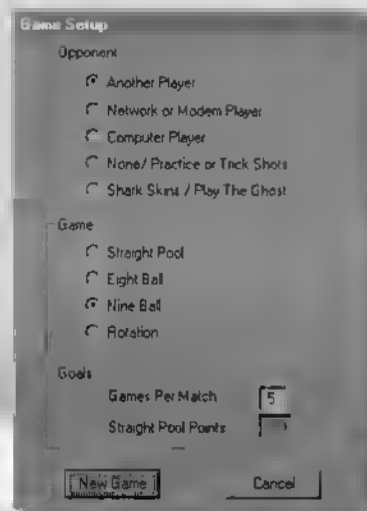 Game Setup
Opponent
Another Player
Network or Modem Player
Computer Player
None/ Practice or Trick Shots
Shark Skins / Play The Ghost
Game
Straight Pool
Eight Ball
Nine Ball
Rotation
Goals
Games Per Match 5
Straight Pool Points
New Game Cancel